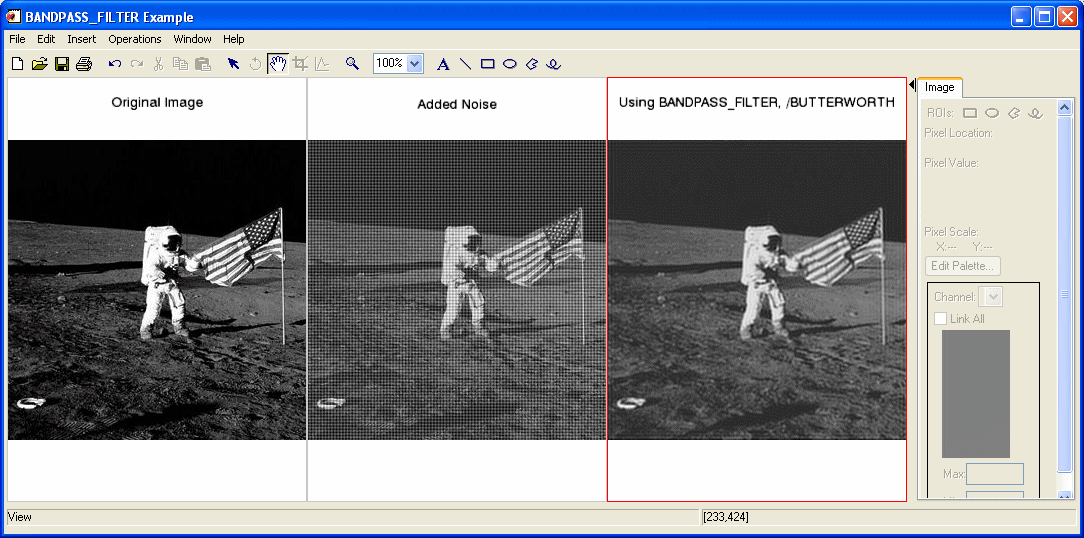 BANDPASS_FILTER Example
File Edit Insert Operations Window Help
100%
A
Original Image
Added Noise
Using BANDPASS_FILTER, /BUTTERWORTH
Image
ROIs:
Pixel Location:
Pixel Value:
Pixel Scale:
X:--- Y:---
Edit Palette...
Channel:
Link All
Max:
View
[233,424]